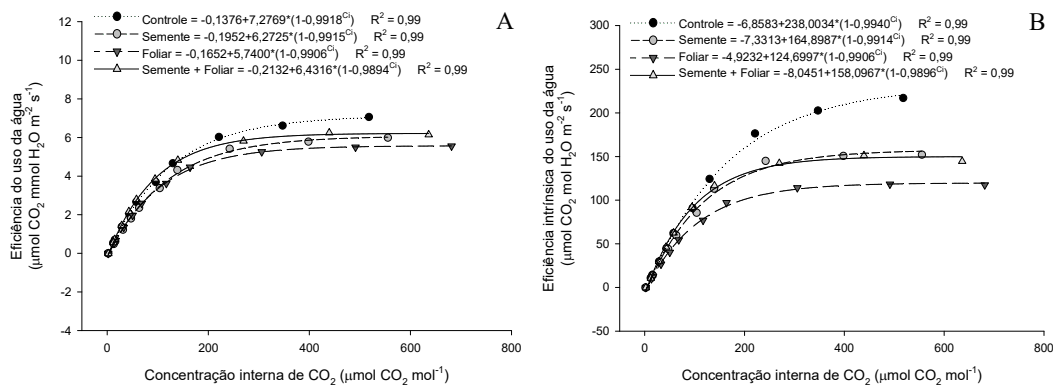 A
Controle = -0,1376+7,2769*(1-0,9918^Ci) R² = 0,99
Semente = -0,1952+6,2725*(1-0,9915^Ci) R² = 0,99
Foliar = -0,1652+5,7400*(1-0,9906^Ci) R² = 0,99
Semente + Foliar = -0,2132+6,4316*(1-0,9894^Ci) R² = 0,99
Eficiência do uso da água
(µmol CO₂ mmol H₂O m⁻² s⁻¹)
12
10
8
6
4
2
0
-2
-4
0 200 400 600 800
Concentração interna de CO₂ (µmol CO₂ mol⁻¹)
B
Controle = -6,8583+238,0034*(1-0,9940^Ci) R² = 0,99
Semente = -7,3313+164,8987*(1-0,9914^Ci) R² = 0,99
Foliar = -4,9232+124,6997*(1-0,9906^Ci) R² = 0,99
Semente + Foliar = -8,0451+158,0967*(1-0,9896^Ci) R² = 0,99
Eficiência intrínsica do uso da água
(µmol CO₂ mol H₂O m⁻² s⁻¹)
300
250
200
150
100
50
0
-50
0 200 400 600 800
Concentração interna de CO₂ (µmol CO₂ mol⁻¹)